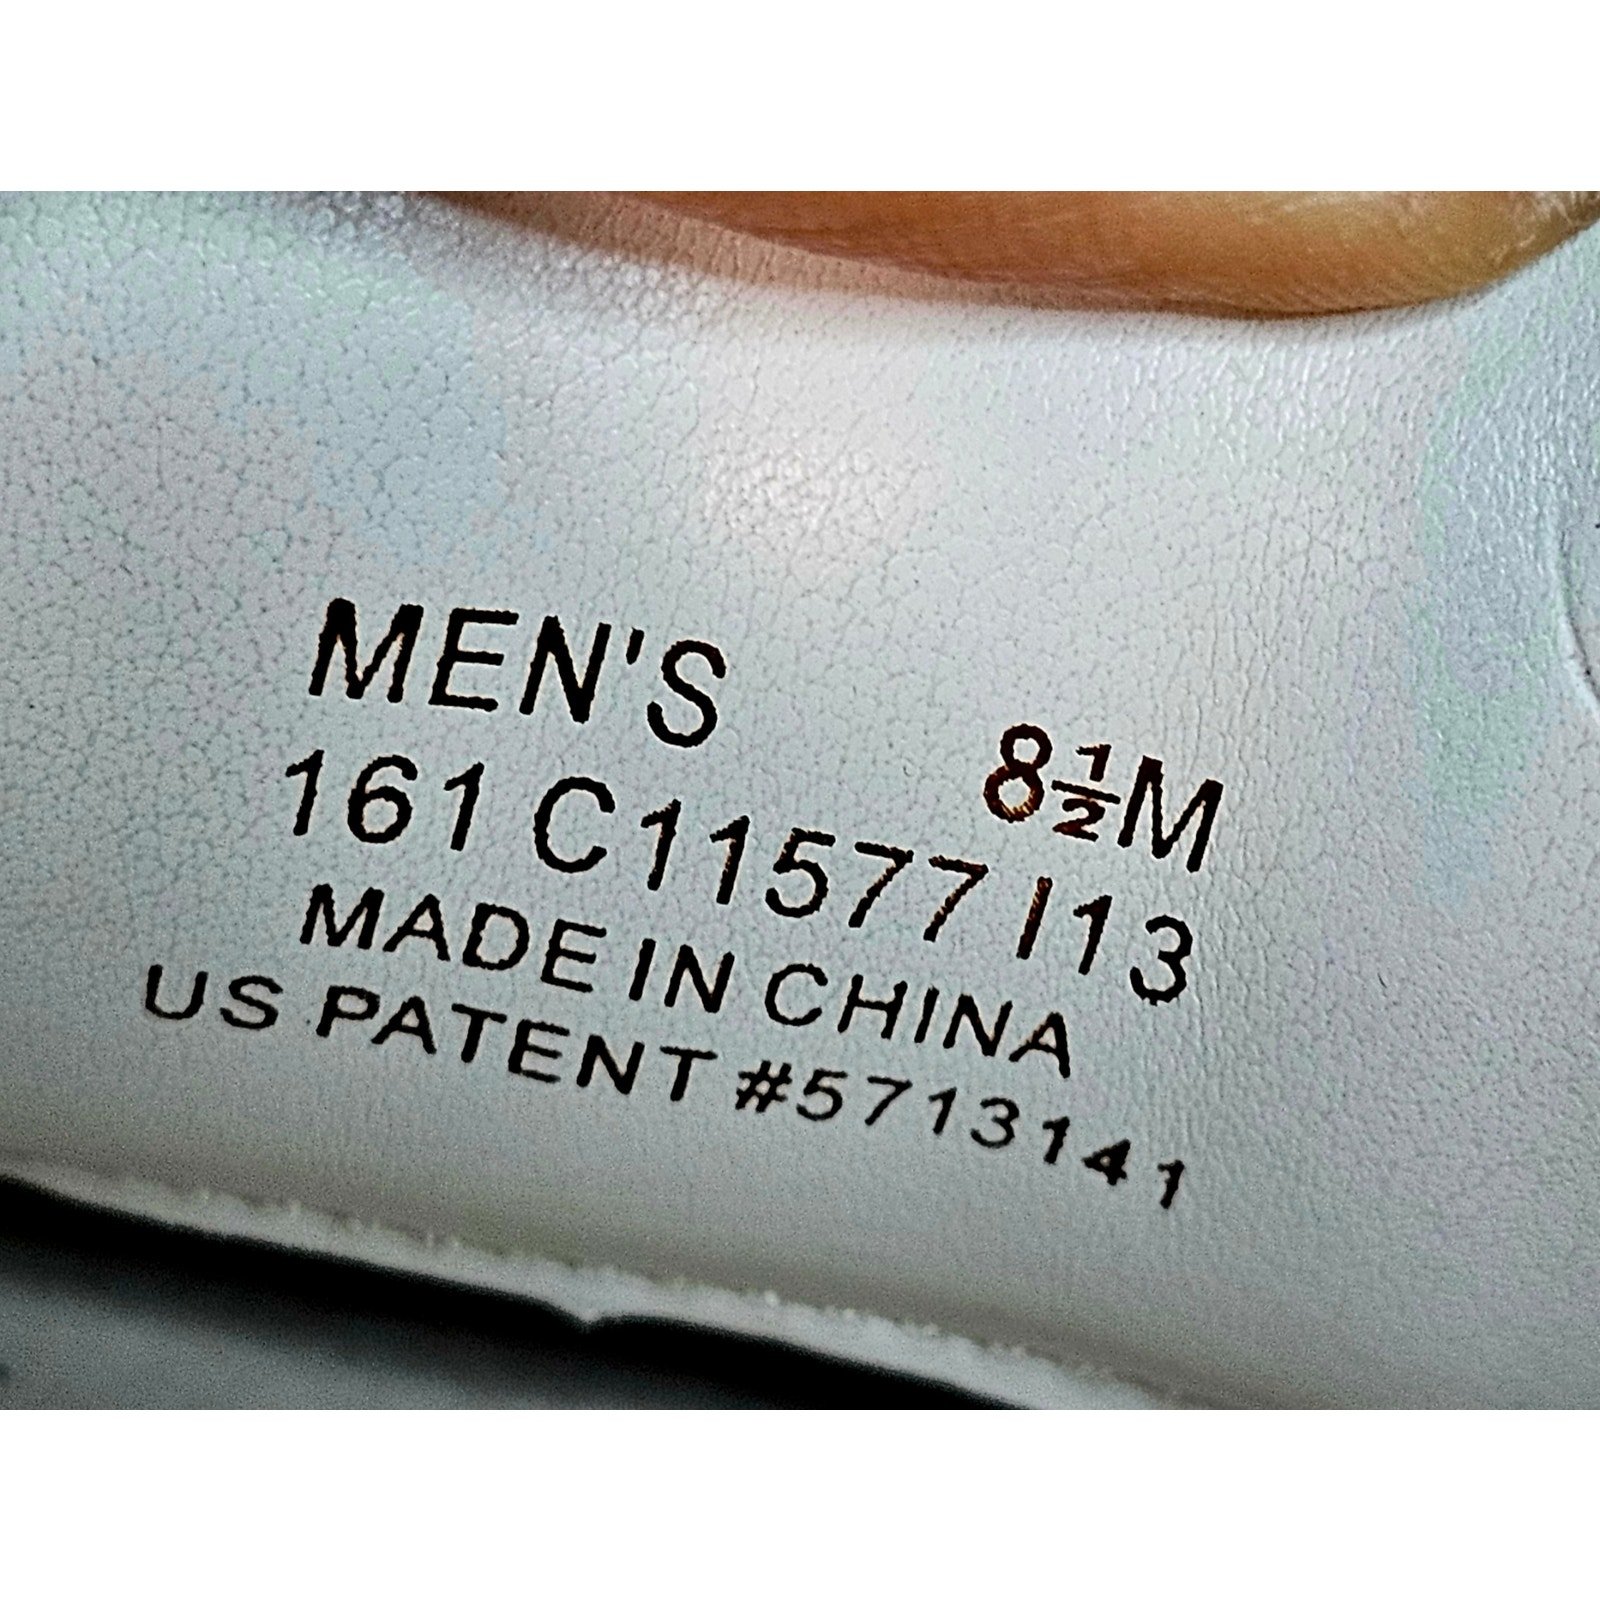 MEN'S 8½M
161 C11577 I13
MADE IN CHINA
US PATENT #5713141